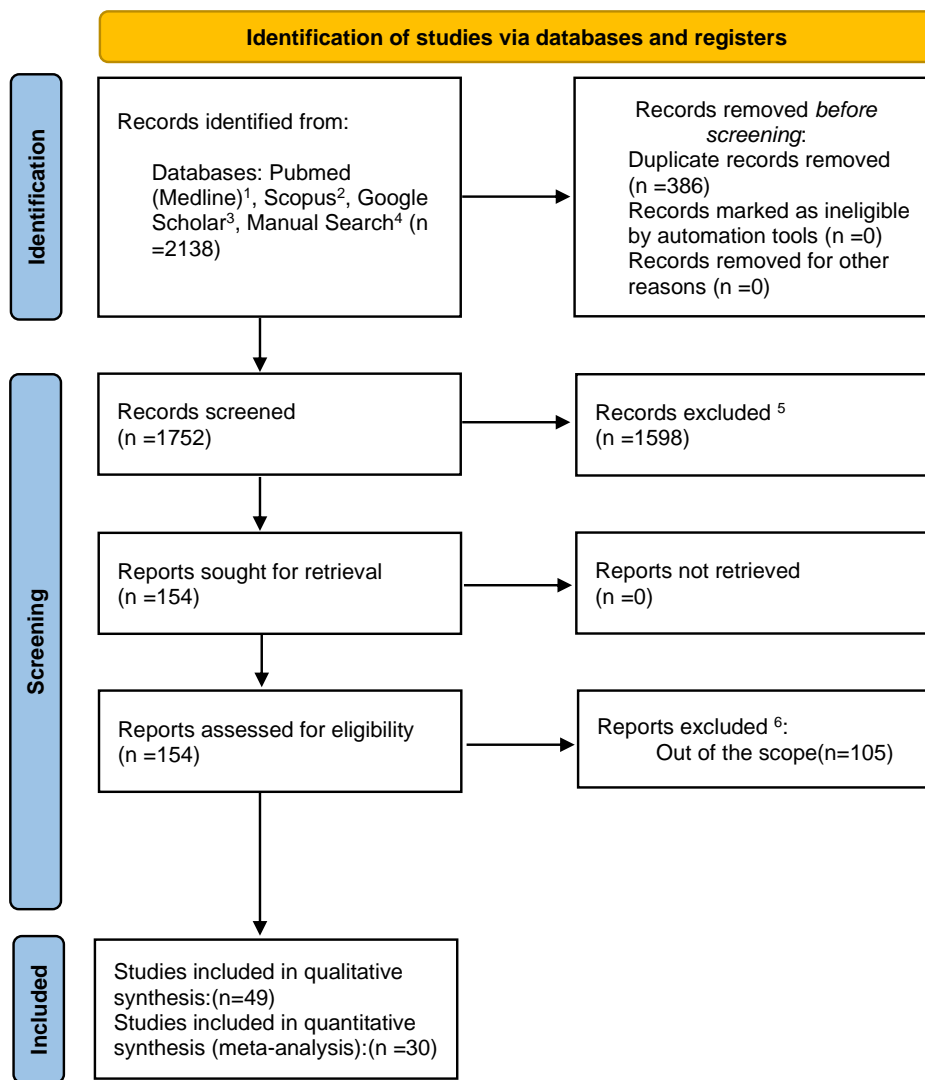 Identification of studies via databases and registers
Identification
Records identified from:
Databases: Pubmed
(Medline)¹, Scopus², Google
Scholar³, Manual Search⁴ (n
=2138)
Records removed before
screening:
Duplicate records removed
(n =386)
Records marked as ineligible
by automation tools (n =0)
Records removed for other
reasons (n =0)
Screening
Records screened
(n =1752)
Records excluded ⁵
(n =1598)
Reports sought for retrieval
(n =154)
Reports not retrieved
(n =0)
Reports assessed for eligibility
(n =154)
Reports excluded ⁶:
Out of the scope(n=105)
Included
Studies included in qualitative
synthesis:(n=49)
Studies included in quantitative
synthesis (meta-analysis):(n =30)